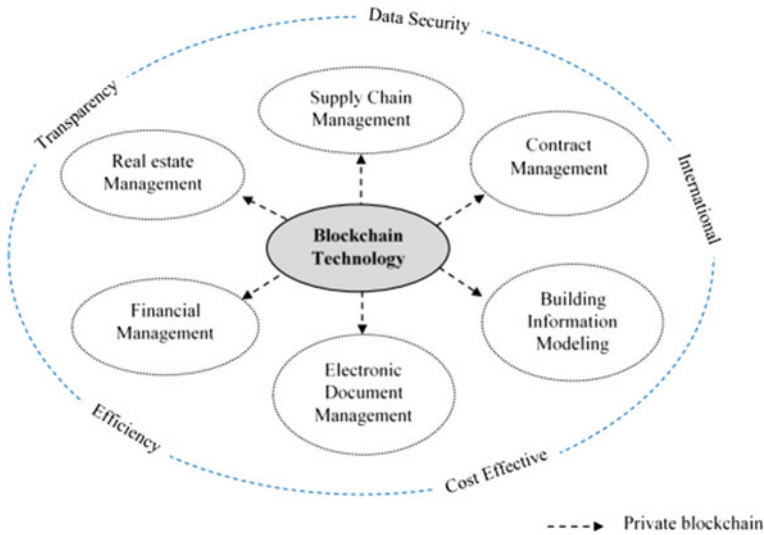 Data Security
Transparency
Supply Chain
Management
Real estate
Management
Contract
Management
International
Blockchain
Technology
Financial
Management
Building
Information
Modeling
Electronic
Document
Management
Efficiency
Cost Effective
Private blockchain